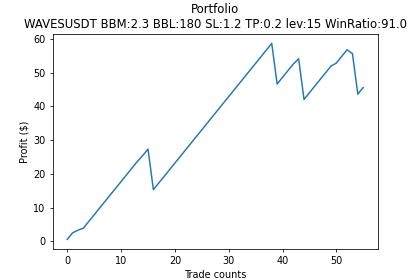 Portfolio
WAVESUSDT BBM:2.3 BBL:180 SL:1.2 TP:0.2 lev:15 WinRatio:91.0
60
50
40
30
20
10
0
Profit ($)
0 10 20 30 40 50
Trade counts